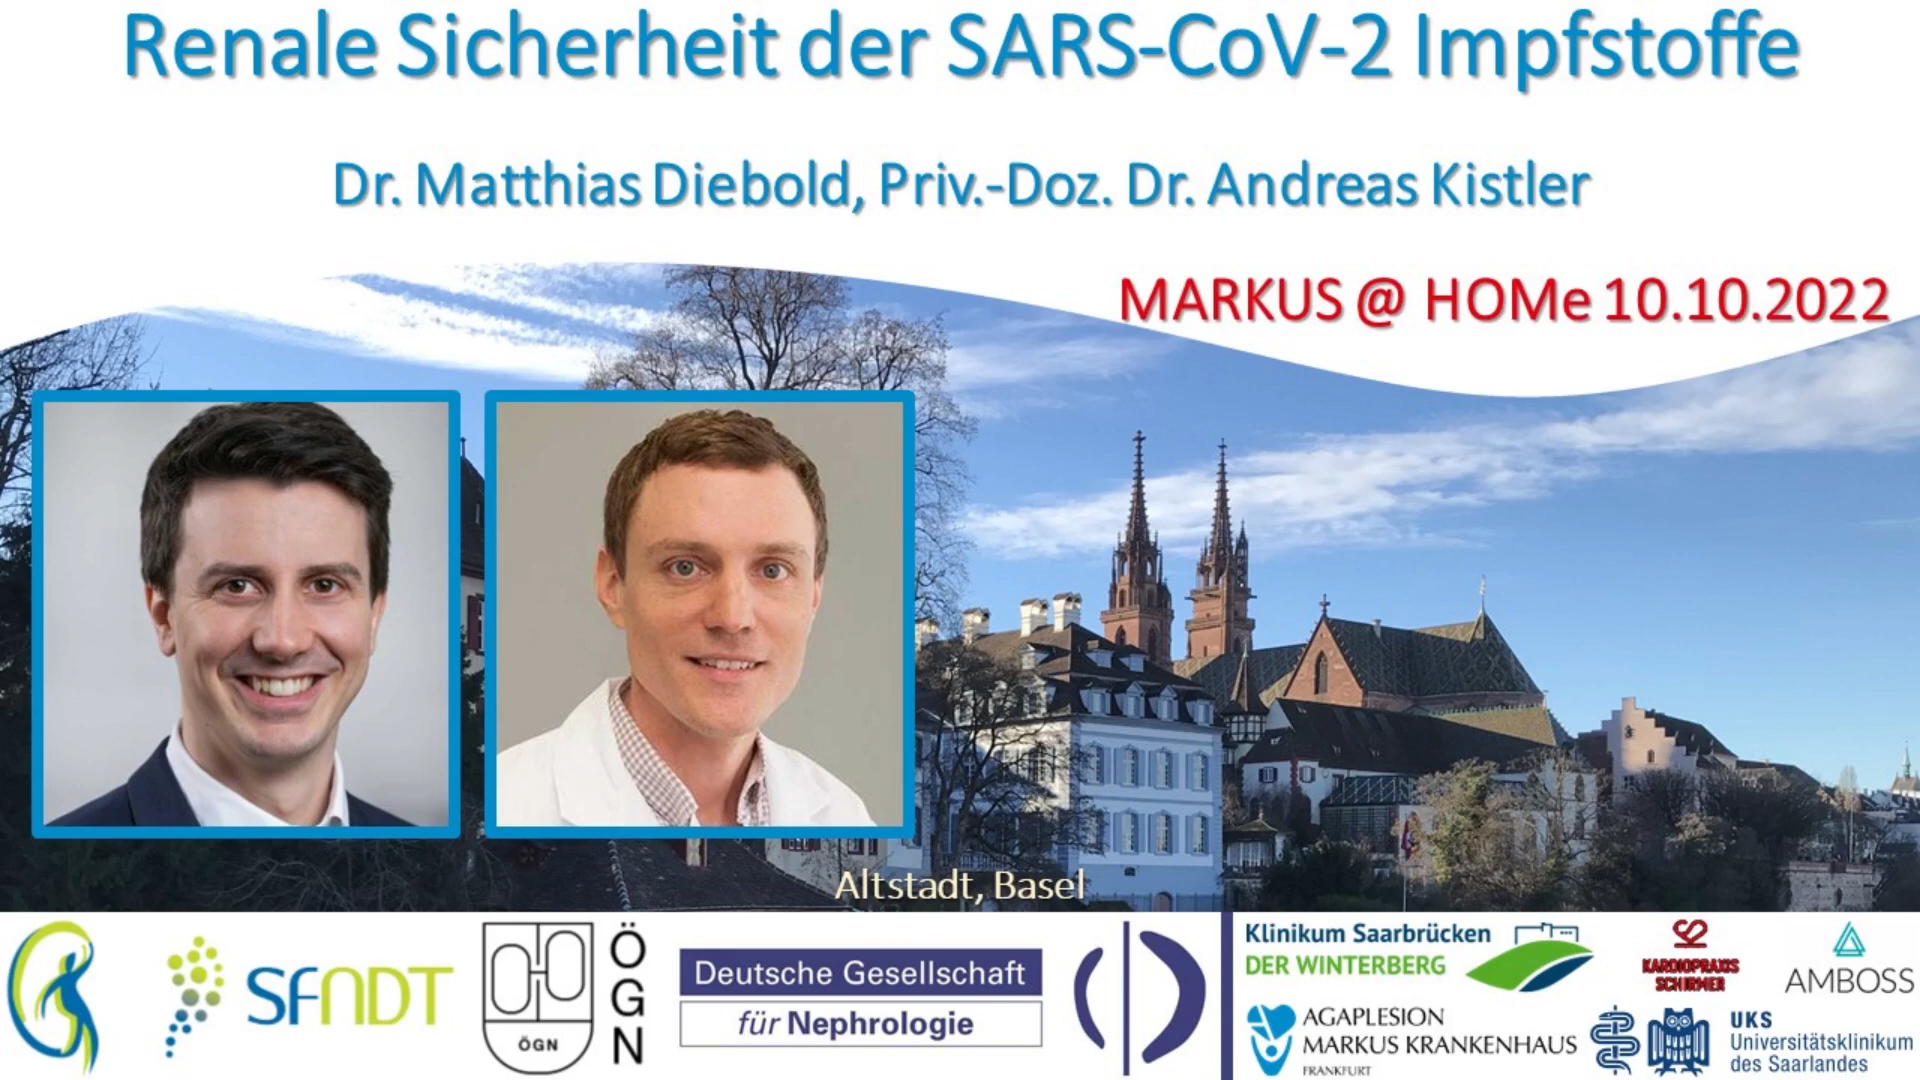 Renale Sicherheit der SARS-CoV-2 Impfstoffe
Dr. Matthias Diebold, Priv.-Doz. Dr. Andreas Kistler
MARKUS @ HOMe 10.10.2022
Altstadt, Basel
SFNDT
ÖGN
ÖGN
Deutsche Gesellschaft
für Nephrologie
Klinikum Saarbrücken
DER WINTERBERG
KARDIOPRAXIS
SCHIRMER
AMBOSS
AGAPLESION
MARKUS KRANKENHAUS
FRANKFURT
UKS
Universitätsklinikum
des Saarlandes